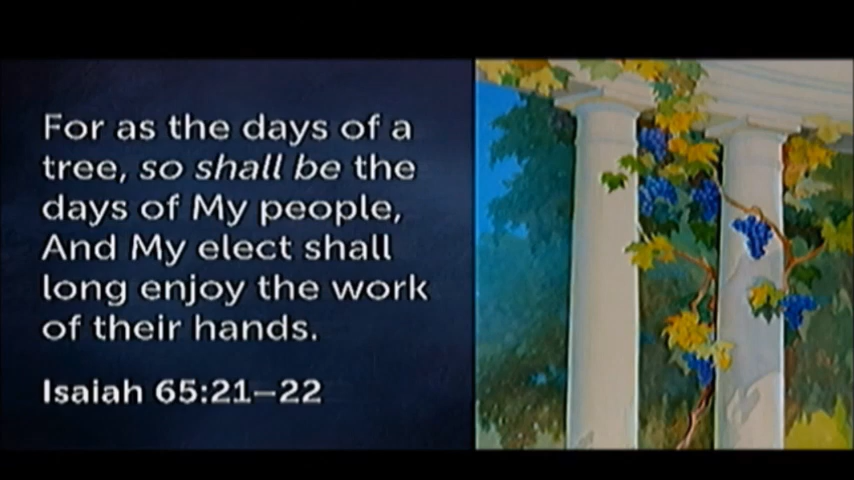 For as the days of a
tree, so shall be the
days of My people,
And My elect shall
long enjoy the work
of their hands.
Isaiah 65:21–22